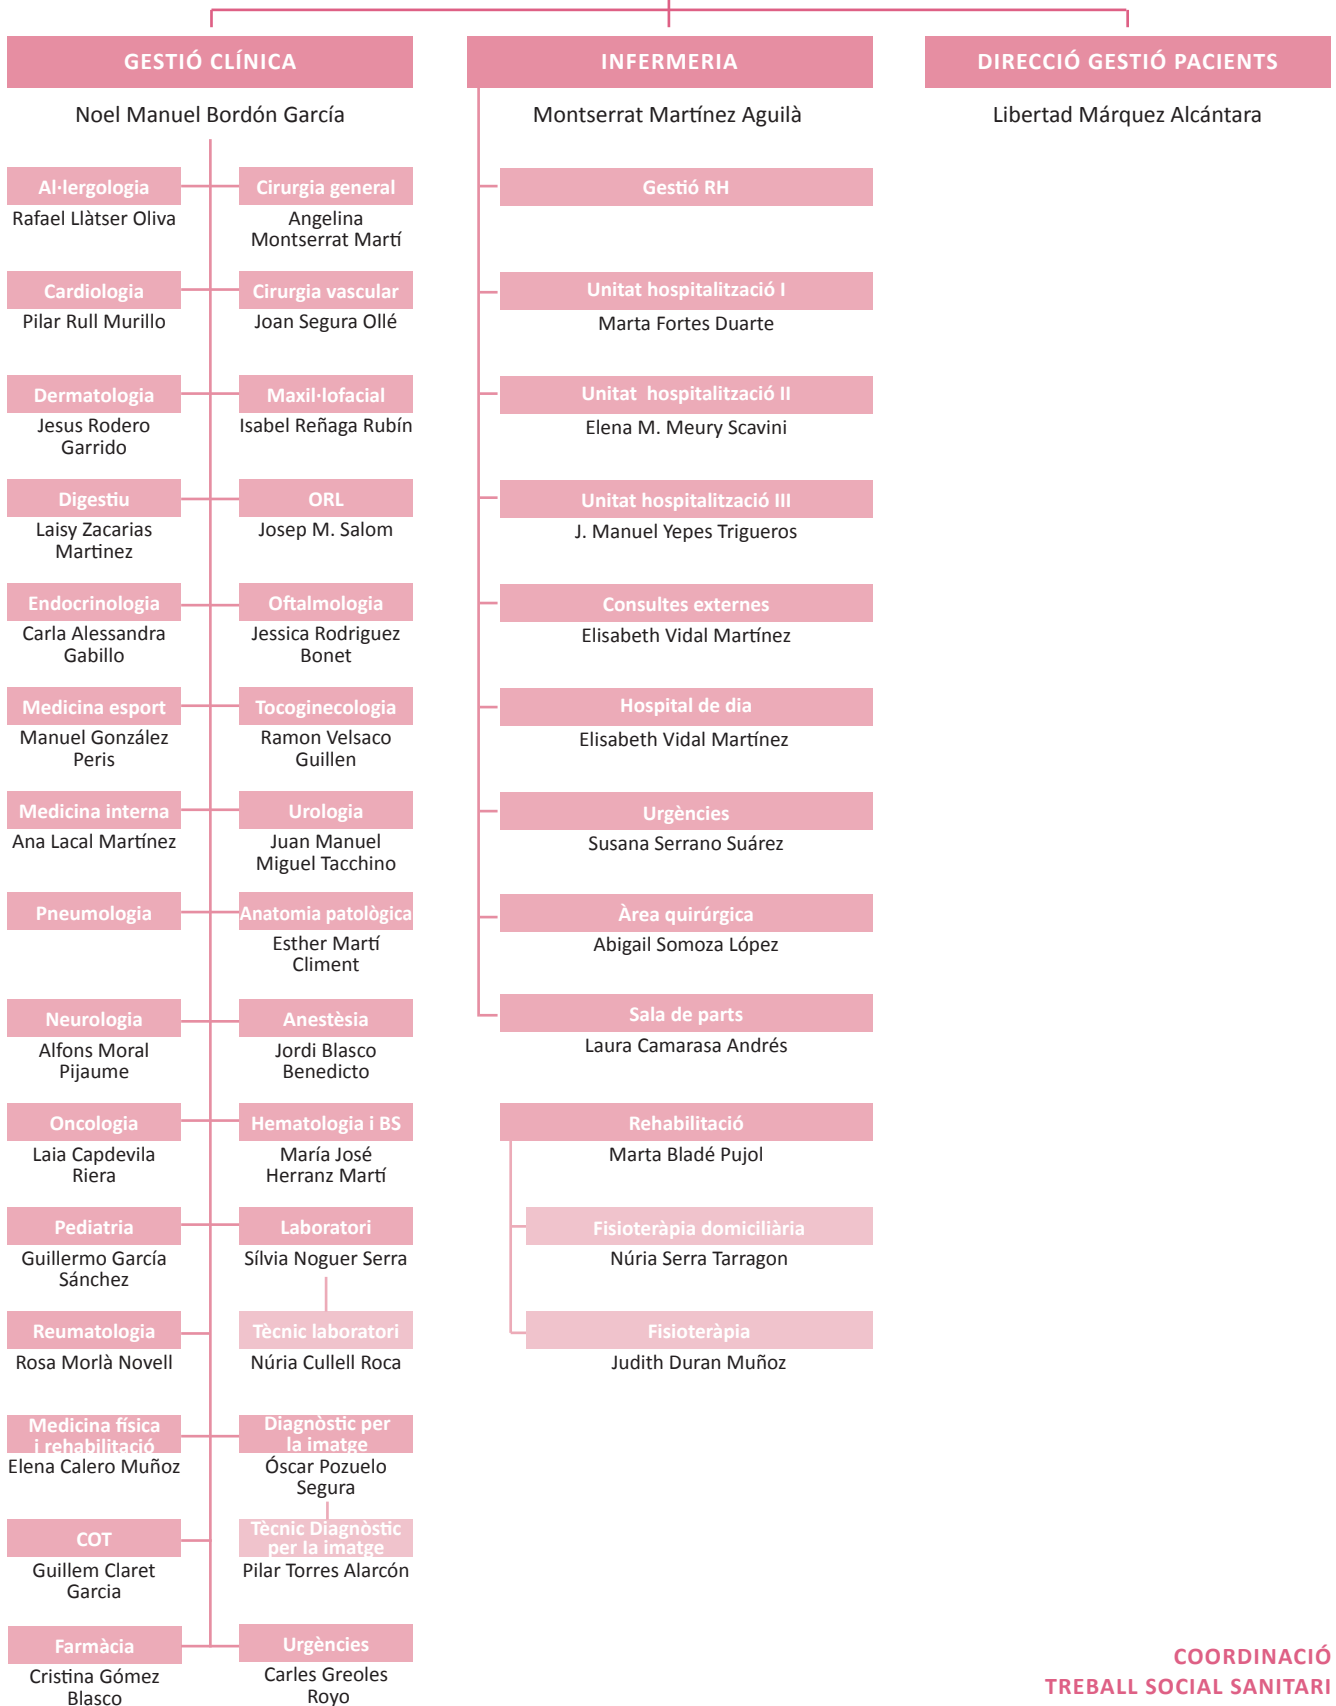 GESTIÓ CLÍNICA
Noel Manuel Bordón García
Al·lergologia
Rafael Llàtser Oliva
Cirurgia general
Angelina
Montserrat Martí
Cardiologia
Pilar Rull Murillo
Cirurgia vascular
Joan Segura Ollé
Dermatologia
Jesus Rodero
Garrido
Maxil·lofacial
Isabel Reñaga Rubín
Digestiu
Laisy Zacarias
Martinez
ORL
Josep M. Salom
Endocrinologia
Carla Alessandra
Gabillo
Oftalmologia
Jessica Rodriguez
Bonet
Medicina esport
Manuel González
Peris
Tocoginecologia
Ramon Velsaco
Guillen
Medicina interna
Ana Lacal Martínez
Urologia
Juan Manuel
Miguel Tacchino
Pneumologia
Anatomia patològica
Esther Martí
Climent
Neurologia
Alfons Moral
Pijaume
Anestèsia
Jordi Blasco
Benedicto
Oncologia
Laia Capdevila
Riera
Hematologia i BS
María José
Herranz Martí
Pediatria
Guillermo García
Sánchez
Laboratori
Sílvia Noguer Serra
Reumatologia
Rosa Morlà Novell
Tècnic laboratori
Núria Cullell Roca
Medicina física
i rehabilitació
Elena Calero Muñoz
Diagnòstic per
la imatge
Óscar Pozuelo
Segura
COT
Guillem Claret
Garcia
Tècnic Diagnòstic
per la imatge
Pilar Torres Alarcón
Farmàcia
Cristina Gómez
Blasco
Urgències
Carles Greoles
Royo
INFERMERIA
Montserrat Martínez Aguilà
Gestió RH
Unitat hospitalització I
Marta Fortes Duarte
Unitat  hospitalització II
Elena M. Meury Scavini
Unitat hospitalització III
J. Manuel Yepes Trigueros
Consultes externes
Elisabeth Vidal Martínez
Hospital de dia
Elisabeth Vidal Martínez
Urgències
Susana Serrano Suárez
Àrea quirúrgica
Abigail Somoza López
Sala de parts
Laura Camarasa Andrés
Rehabilitació
Marta Bladé Pujol
Fisioteràpia domiciliària
Núria Serra Tarragon
Fisioteràpia
Judith Duran Muñoz
DIRECCIÓ GESTIÓ PACIENTS
Libertad Márquez Alcántara
COORDINACIÓ
TREBALL SOCIAL SANITARI